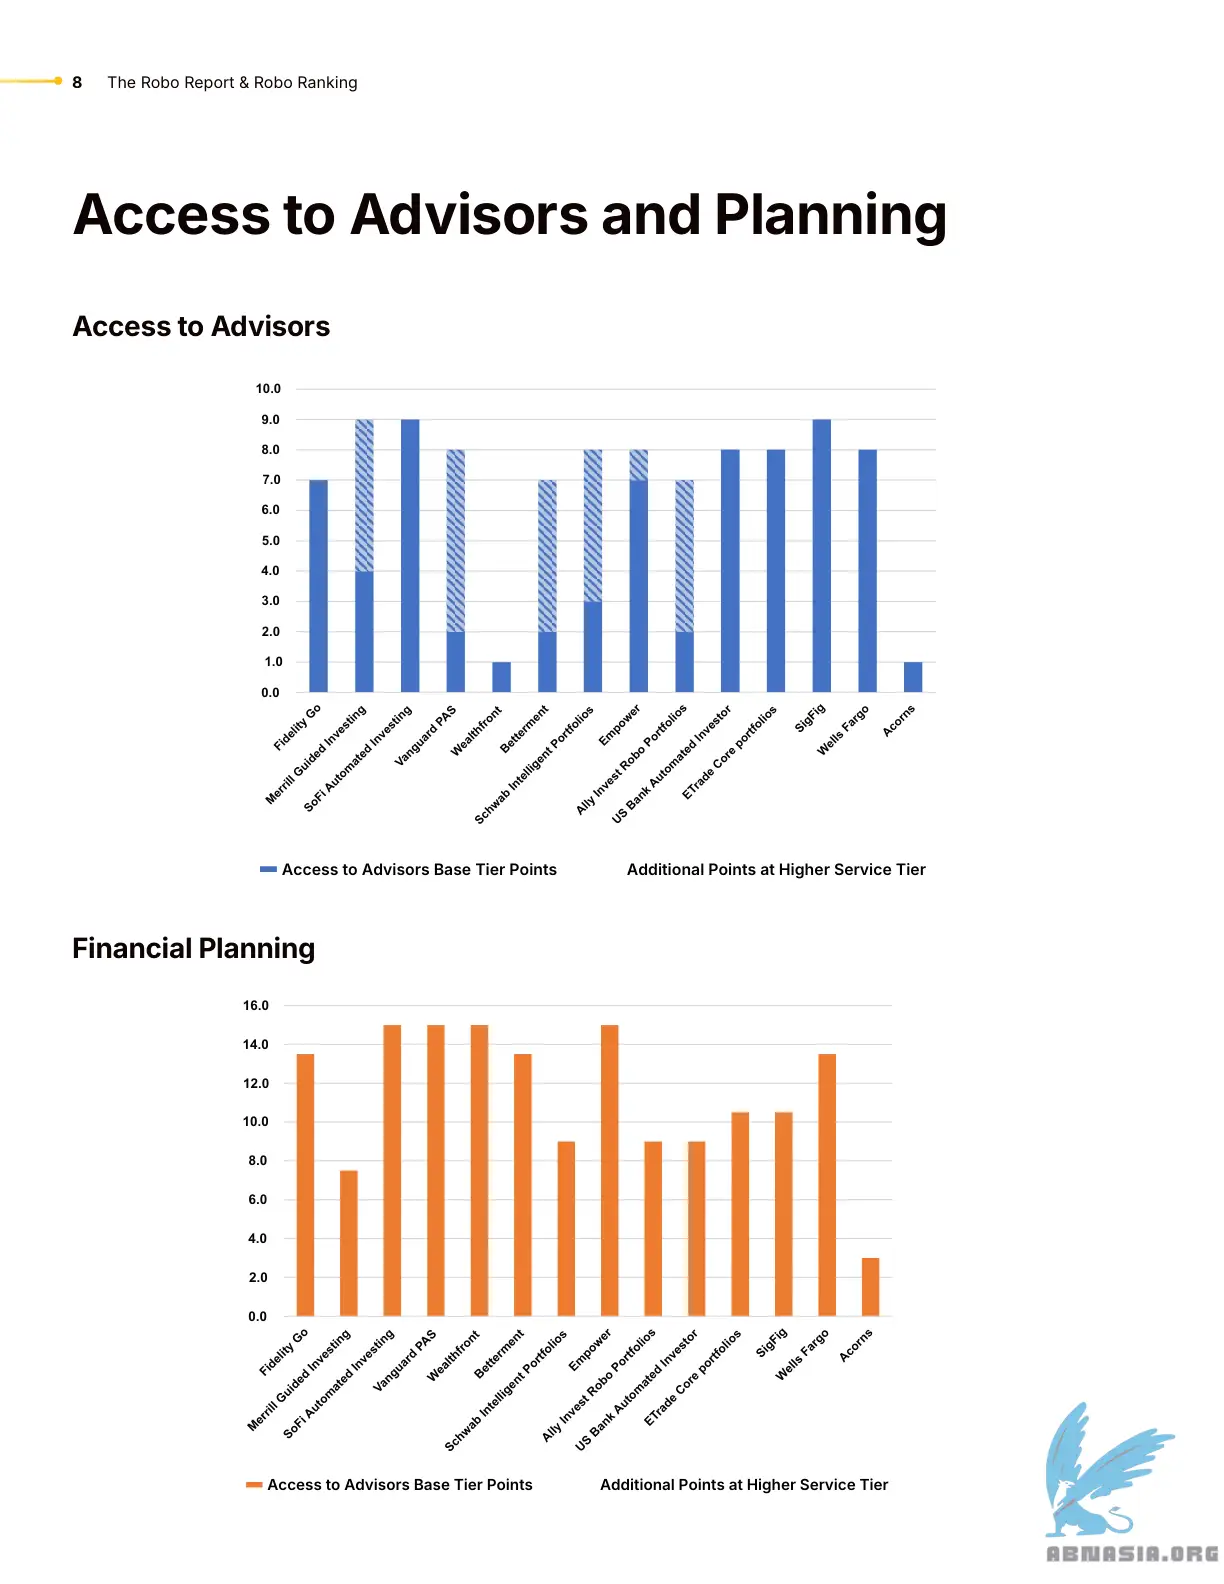 8 The Robo Report & Robo Ranking
Access to Advisors and Planning
Access to Advisors
10.0
9.0
8.0
7.0
6.0
5.0
4.0
3.0
2.0
1.0
0.0
Fidelity Go
Merrill Guided Investing
SoFi Automated Investing
Vanguard PAS
Wealthfront
Betterment
Schwab Intelligent Portfolios
Empower
Ally Invest Robo Portfolios
US Bank Automated Investor
ETrade Core portfolios
SigFig
Wells Fargo
Acorns
Access to Advisors Base Tier Points
Additional Points at Higher Service Tier
Financial Planning
16.0
14.0
12.0
10.0
8.0
6.0
4.0
2.0
0.0
Fidelity Go
Merrill Guided Investing
SoFi Automated Investing
Vanguard PAS
Wealthfront
Betterment
Schwab Intelligent Portfolios
Empower
Ally Invest Robo Portfolios
US Bank Automated Investor
ETrade Core portfolios
SigFig
Wells Fargo
Acorns
Access to Advisors Base Tier Points
Additional Points at Higher Service Tier
ABNASIA.ORG